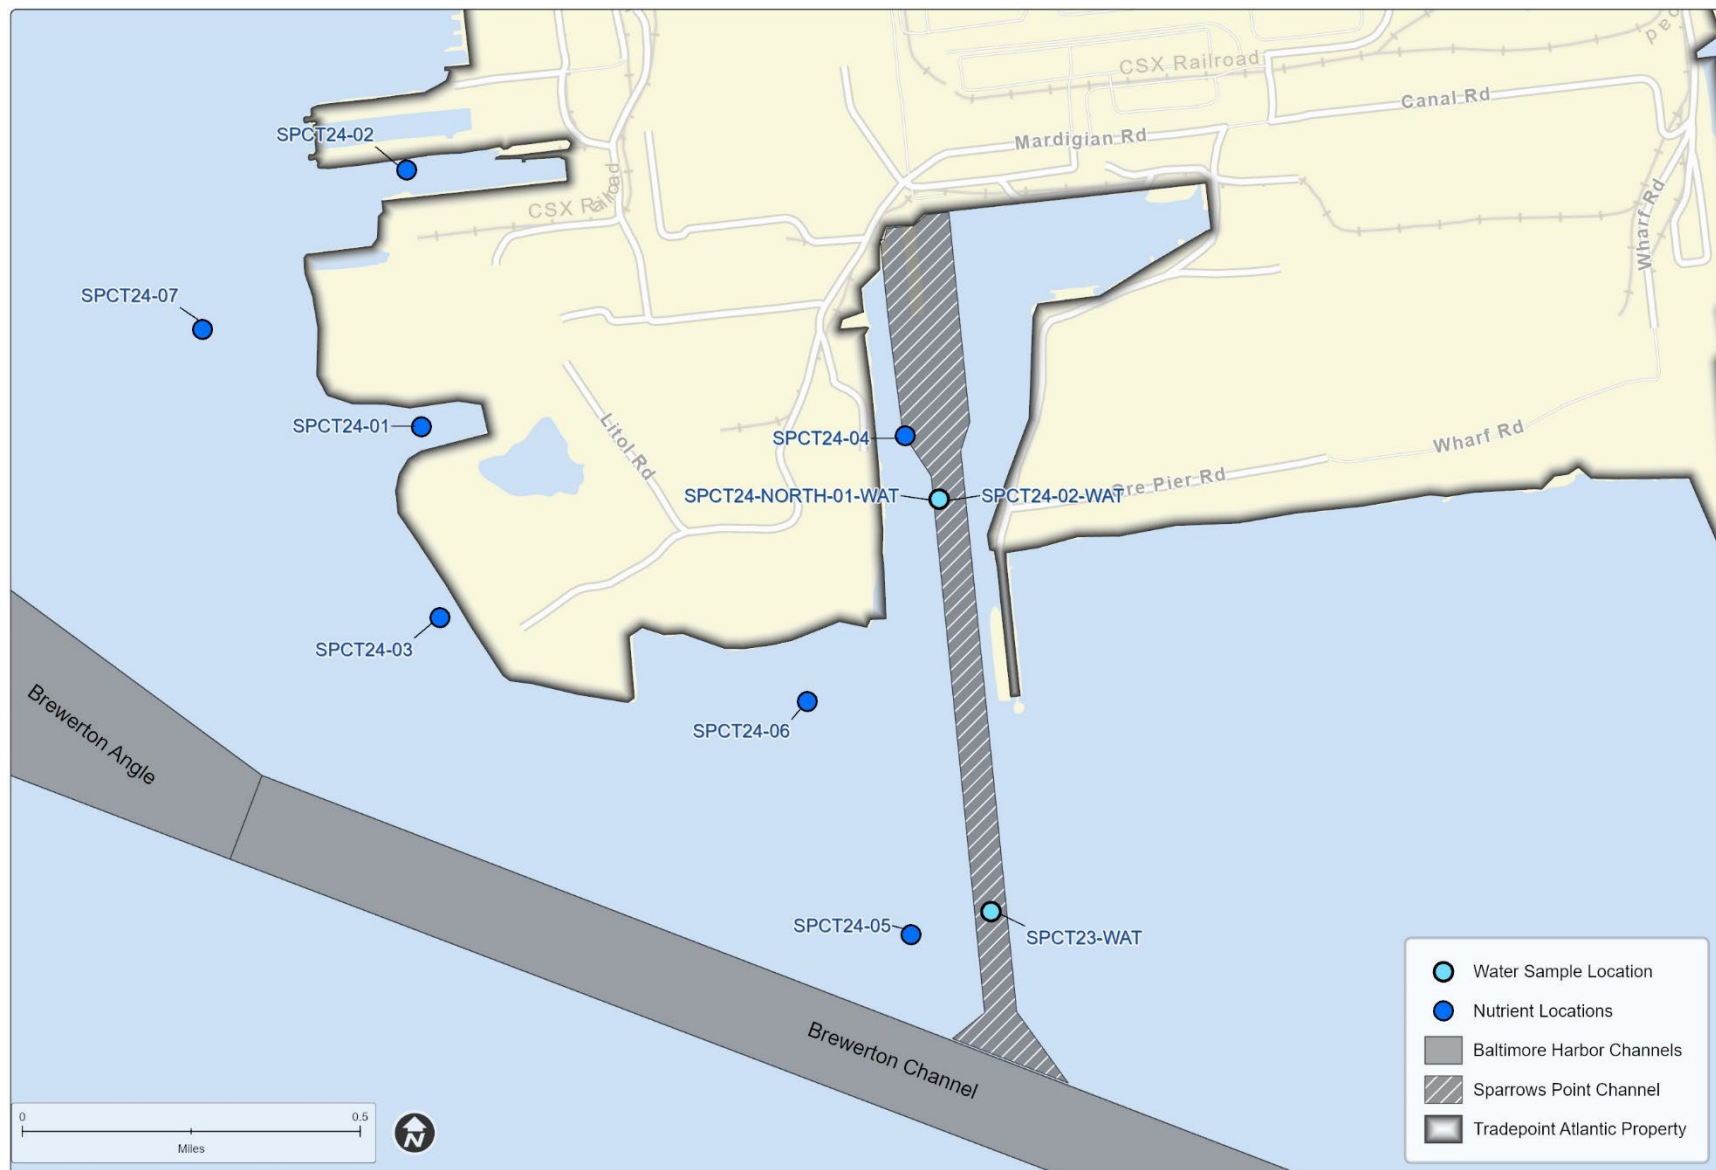 CSX Railroad
oad
Canal Rd
SPCT24-02
Mardigian Rd
CSX Railroad
ailroad
Wharf Rd
SPCT24-07
SPCT24-01
Litol Rd
SPCT24-04
Wharf Rd
SPCT24-NORTH-01-WAT
SPCT24-02-WAT
Ore Pier Rd
SPCT24-03
SPCT24-06
Brewerton Angle
SPCT24-05
SPCT23-WAT
Brewerton Channel
Water Sample Location
Nutrient Locations
Baltimore Harbor Channels
Sparrows Point Channel
Tradepoint Atlantic Property
0 0.5
Miles
N